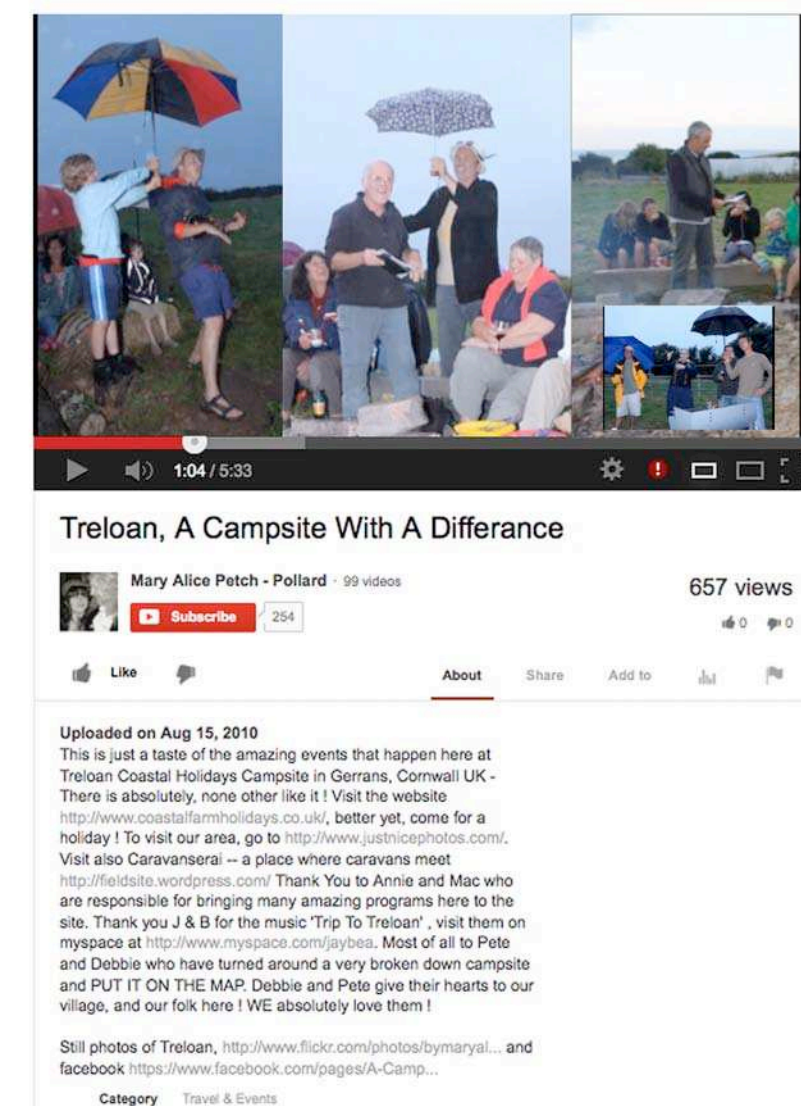 1:04 / 5:33
Treloan, A Campsite With A Differance
Mary Alice Petch - Pollard · 99 videos
Subscribe 254
657 views
0 0
Like
About Share Add to
Uploaded on Aug 15, 2010
This is just a taste of the amazing events that happen here at
Treloan Coastal Holidays Campsite in Gerrans, Cornwall UK -
There is absolutely, none other like it ! Visit the website
http://www.coastalfarmholidays.co.uk/, better yet, come for a
holiday ! To visit our area, go to http://www.justnicephotos.com/.
Visit also Caravanserai -- a place where caravans meet
http://fieldsite.wordpress.com/ Thank You to Annie and Mac who
are responsible for bringing many amazing programs here to the
site. Thank you J & B for the music 'Trip To Treloan' , visit them on
myspace at http://www.myspace.com/jaybea. Most of all to Pete
and Debbie who have turned around a very broken down campsite
and PUT IT ON THE MAP. Debbie and Pete give their hearts to our
village, and our folk here ! WE absolutely love them !
Still photos of Treloan, http://www.flickr.com/photos/bymaryal... and
facebook https://www.facebook.com/pages/A-Camp...
Category Travel & Events